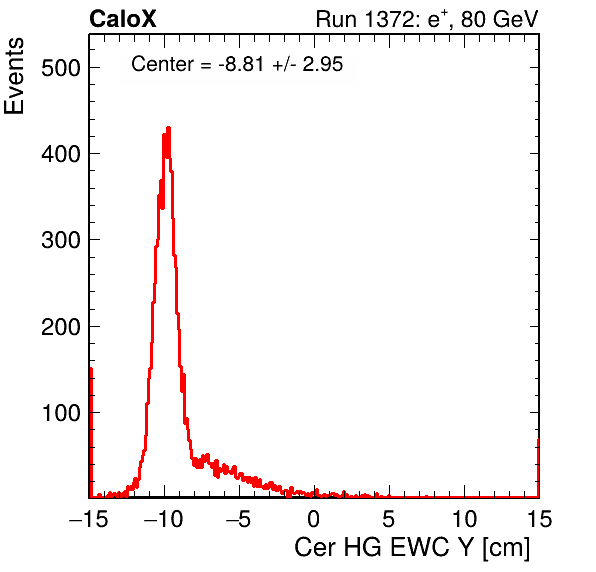 CaloX Run 1372: e⁺, 80 GeV
Center = -8.81 +/- 2.95
Events
500
400
300
200
100
−15 −10 −5 0 5 10 15
Cer HG EWC Y [cm]